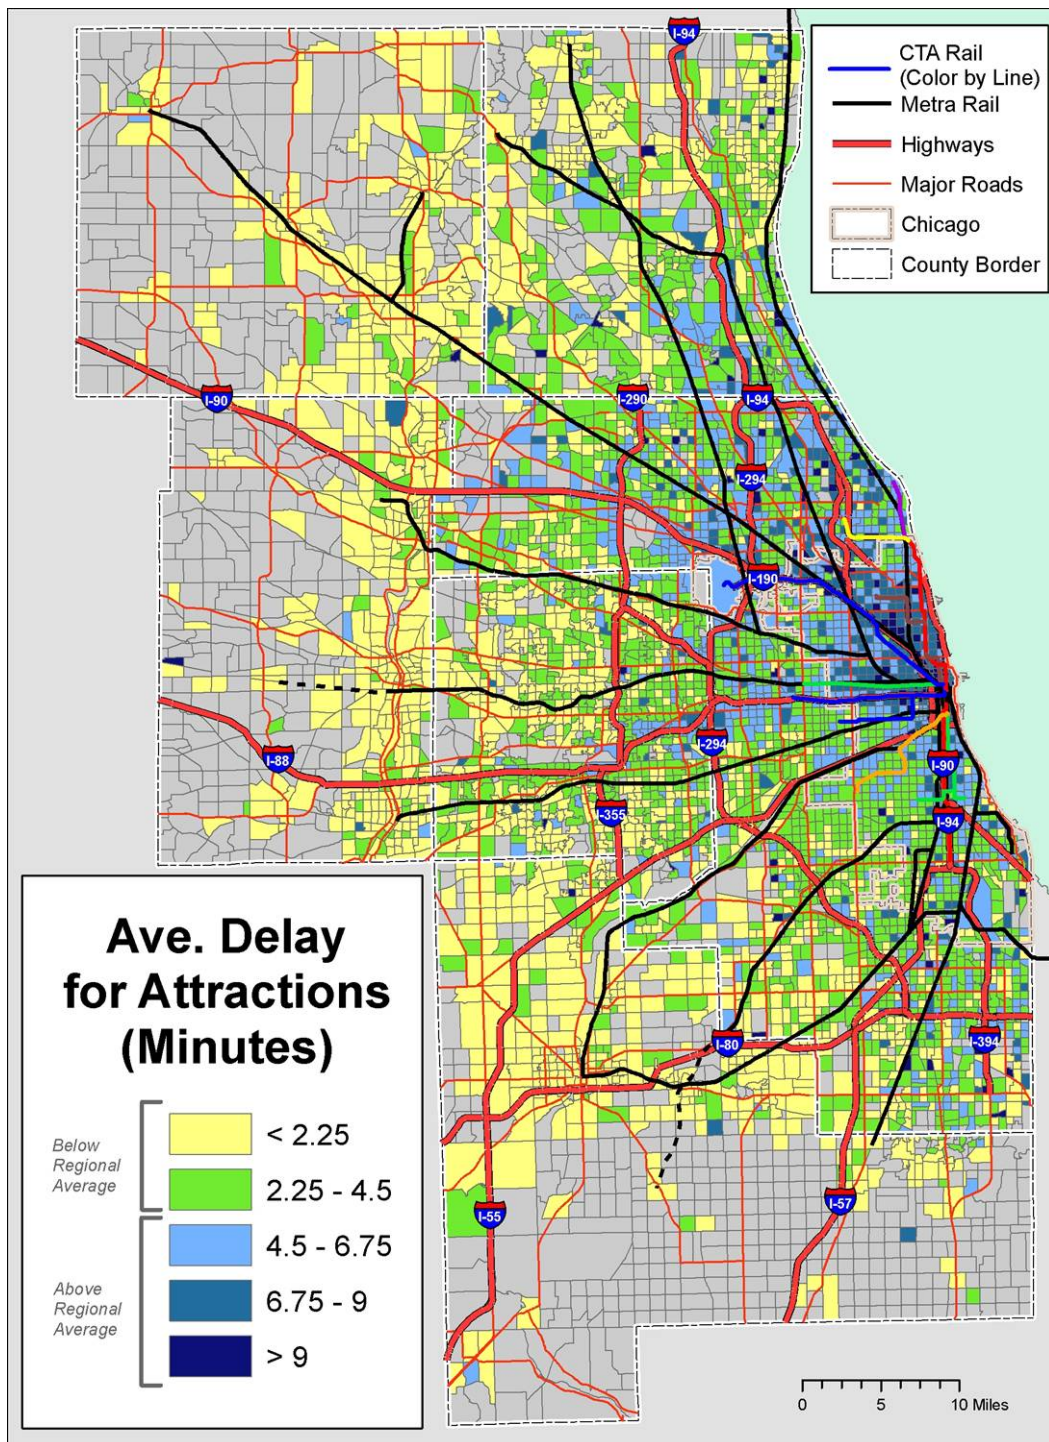 I-94
CTA Rail
(Color by Line)
Metra Rail
Highways
Major Roads
Chicago
County Border
I-90
I-290
I-94
I-294
I-190
I-88
I-294
I-90
I-355
I-94
Ave. Delay
for Attractions
(Minutes)
I-80
I-394
Below
Regional
Average
< 2.25
2.25 - 4.5
I-55
I-57
Above
Regional
Average
4.5 - 6.75
6.75 - 9
> 9
0 5 10 Miles